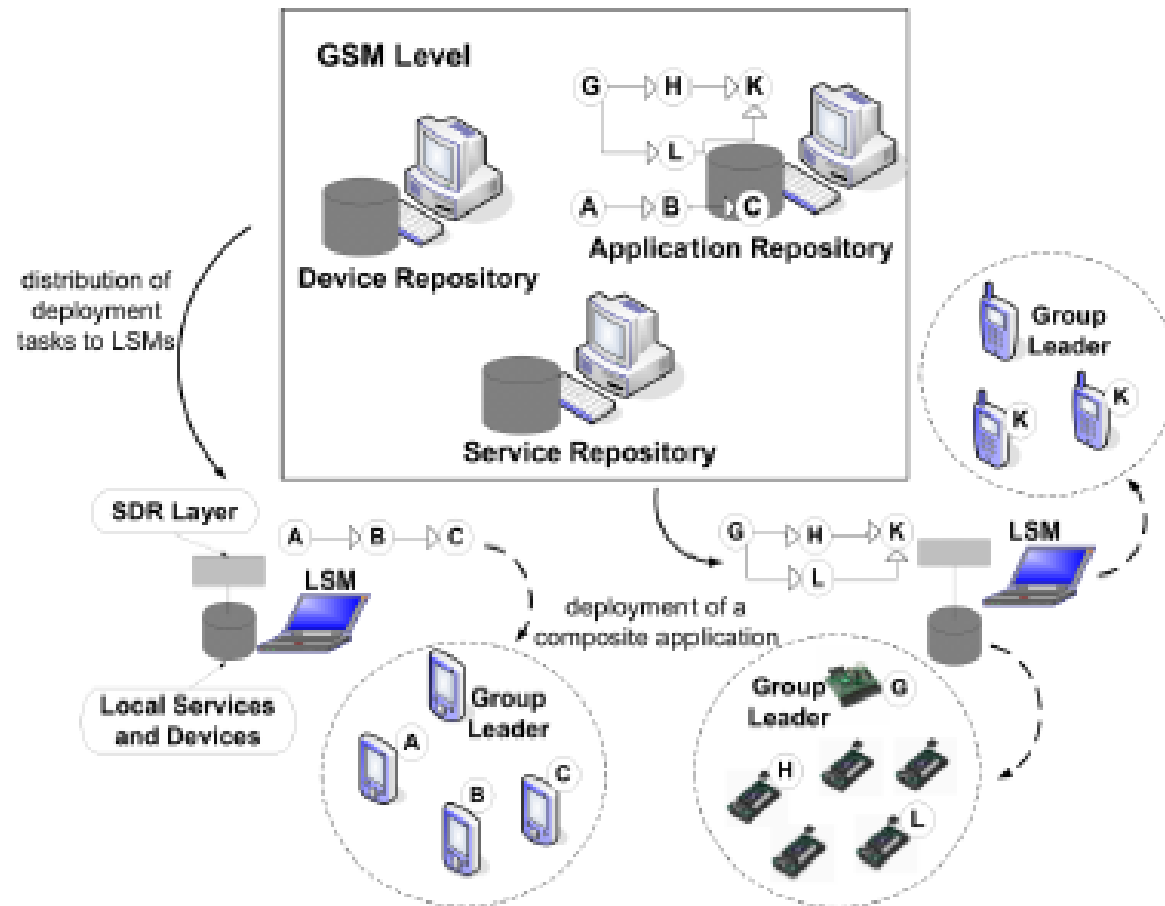 GSM Level
G H K
L
A B C
Device Repository
Application Repository
Service Repository
distribution of
deployment
tasks to LSMs
Group
Leader
K
K
SDR Layer
A B C
LSM
Local Services
and Devices
deployment of a
composite application
G H K
L
LSM
Group
Leader
A
B
C
Group
Leader
G
H
L